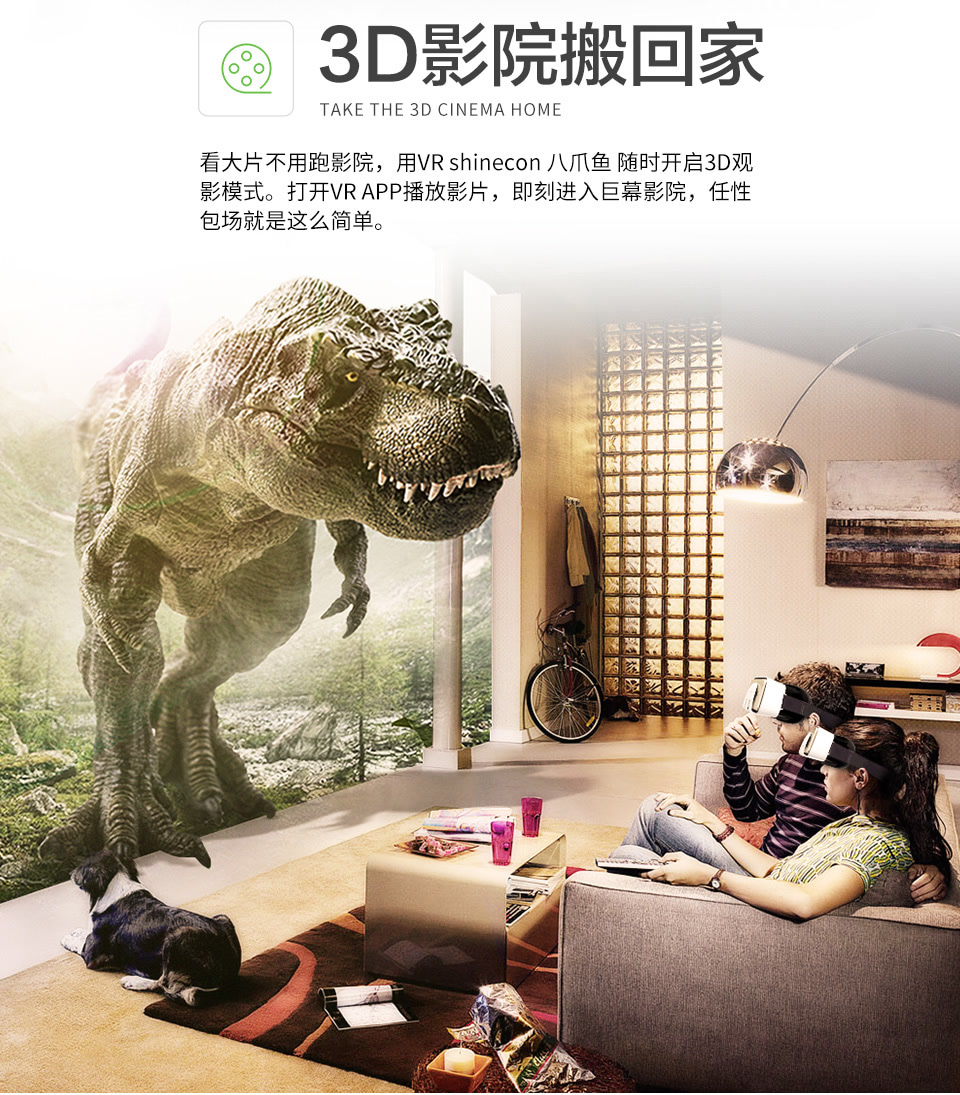 3D影院搬回家
TAKE THE 3D CINEMA HOME
看大片不用跑影院，用VR shinecon 八爪鱼 随时开启3D观
影模式。打开VR APP播放影片，即刻进入巨幕影院，任性
包场就是这么简单。